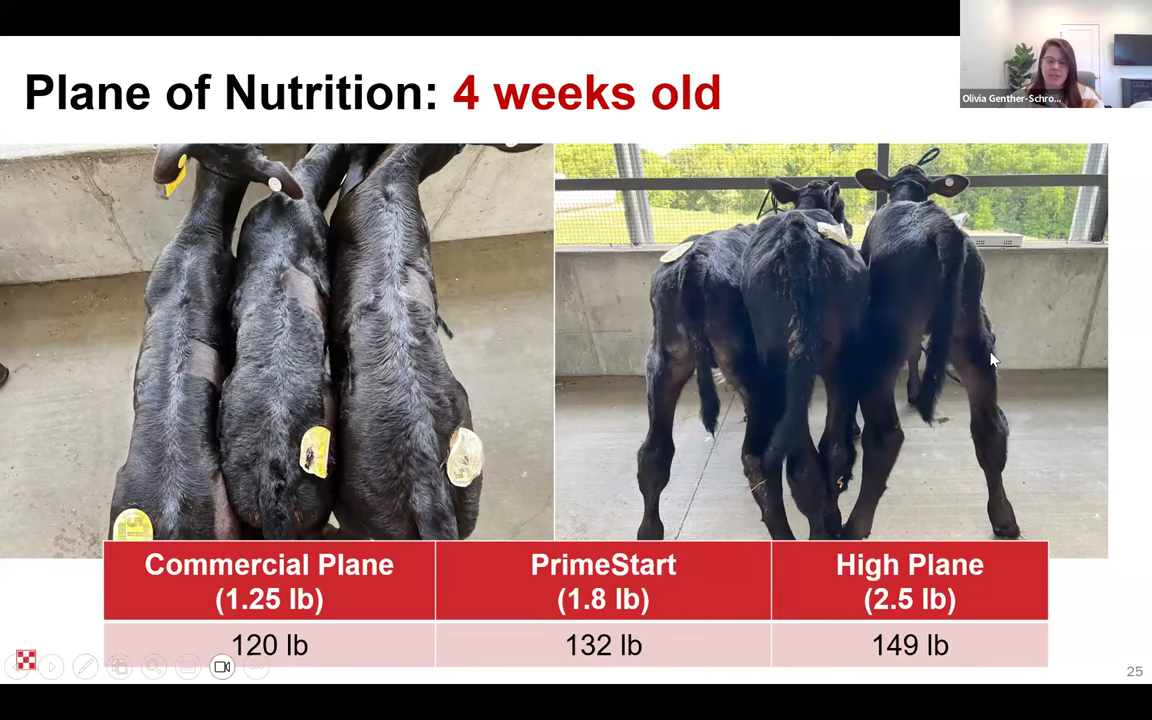 Plane of Nutrition: 4 weeks old
Olivia Genther-Schro...
Commercial Plane
(1.25 lb)
PrimeStart
(1.8 lb)
High Plane
(2.5 lb)
120 lb
132 lb
149 lb
25